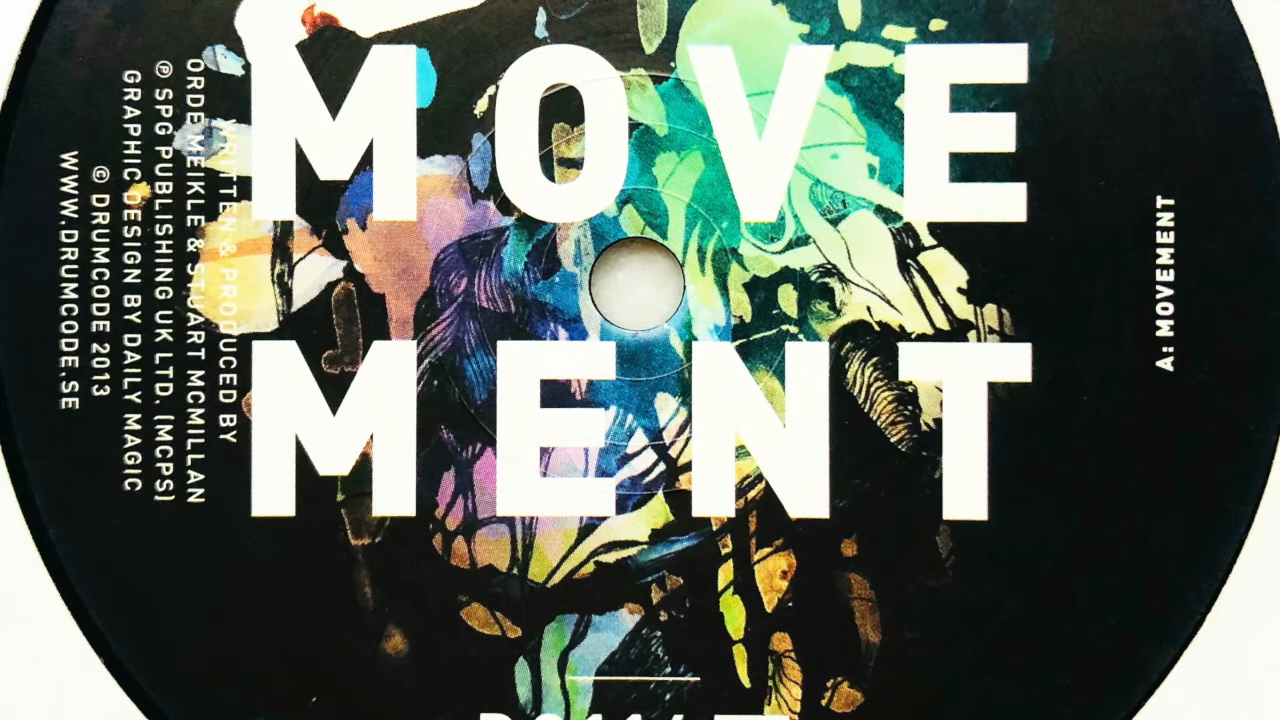 MOVE
MENT
WRITTEN & PRODUCED BY
ORDE MEIKLE & STUART MCMILLAN
℗ SPG PUBLISHING UK LTD. (MCPS)
GRAPHIC DESIGN BY DAILY MAGIC
© DRUMCODE 2013
WWW.DRUMCODE.SE
A: MOVEMENT